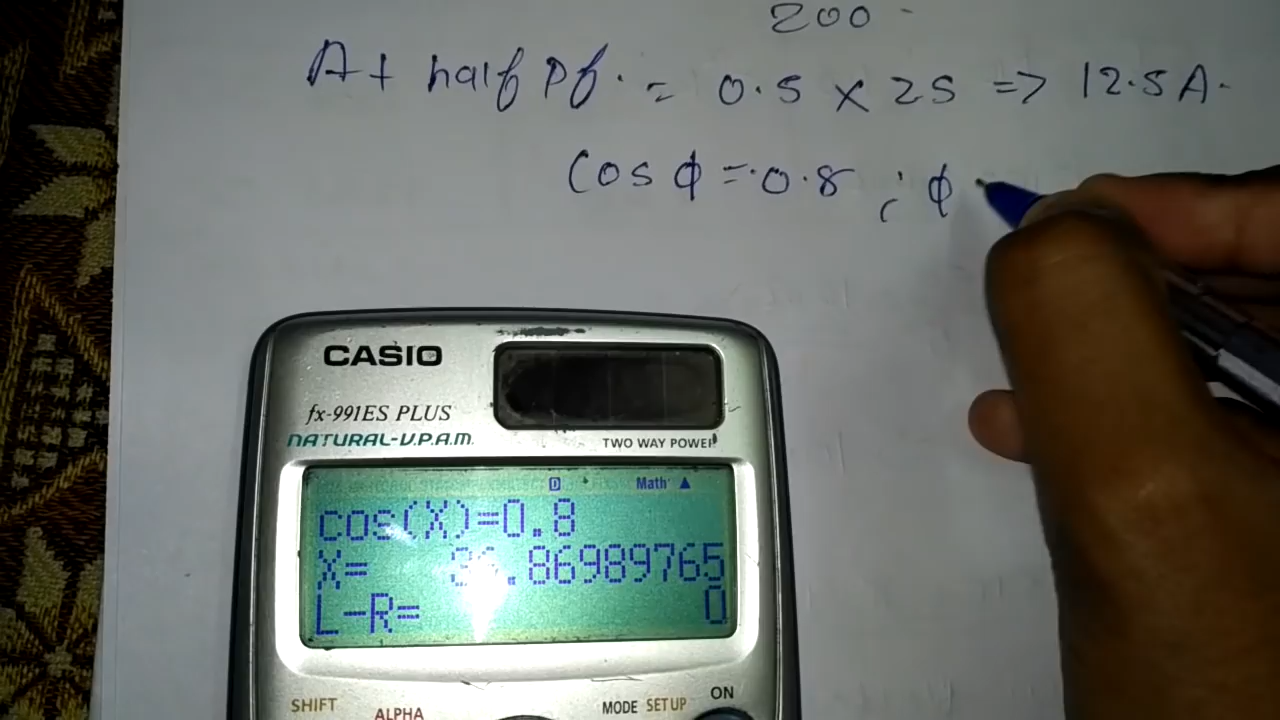 200
At half pf. = 0.5 × 25 => 12.5 A.
Cos φ = 0.8 ; φ
CASIO
fx-991ES PLUS
NATURAL-V.P.A.M.
TWO WAY POWER
D Math ▲
cos(X)=0.8
X= 36.86989765
L-R= 0
SHIFT ALPHA MODE SETUP ON